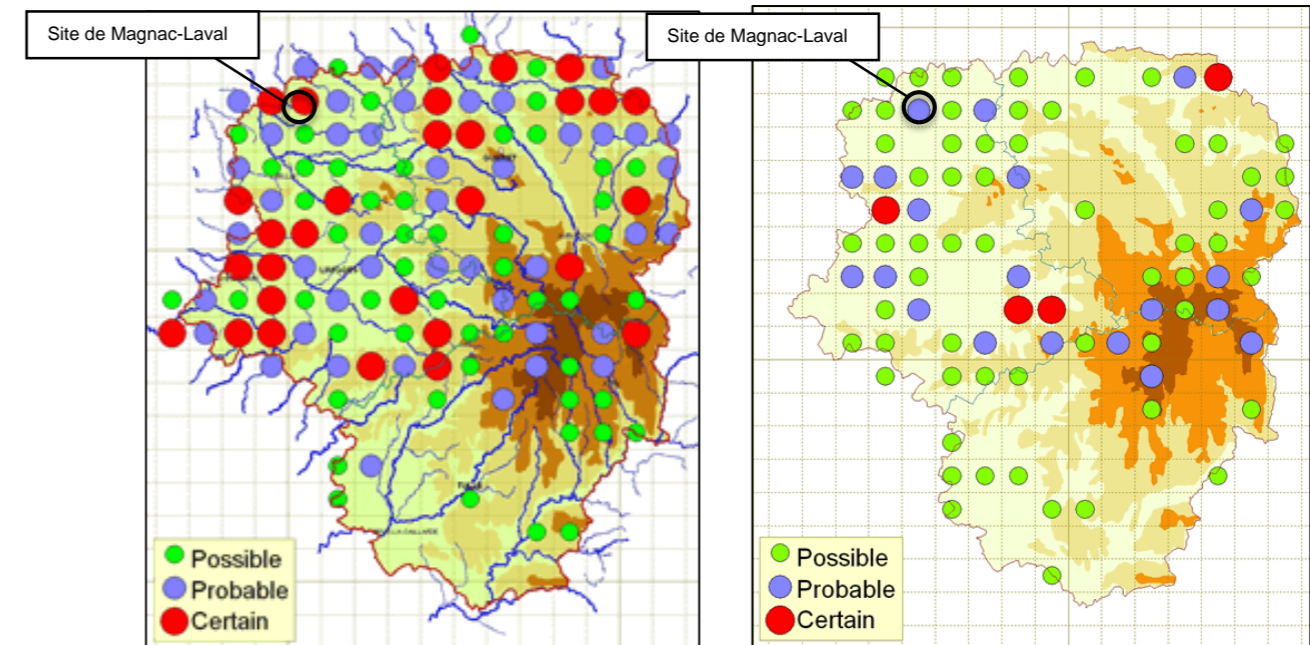 Site de Magnac-Laval
Site de Magnac-Laval
Possible
Probable
Certain
Possible
Probable
Certain